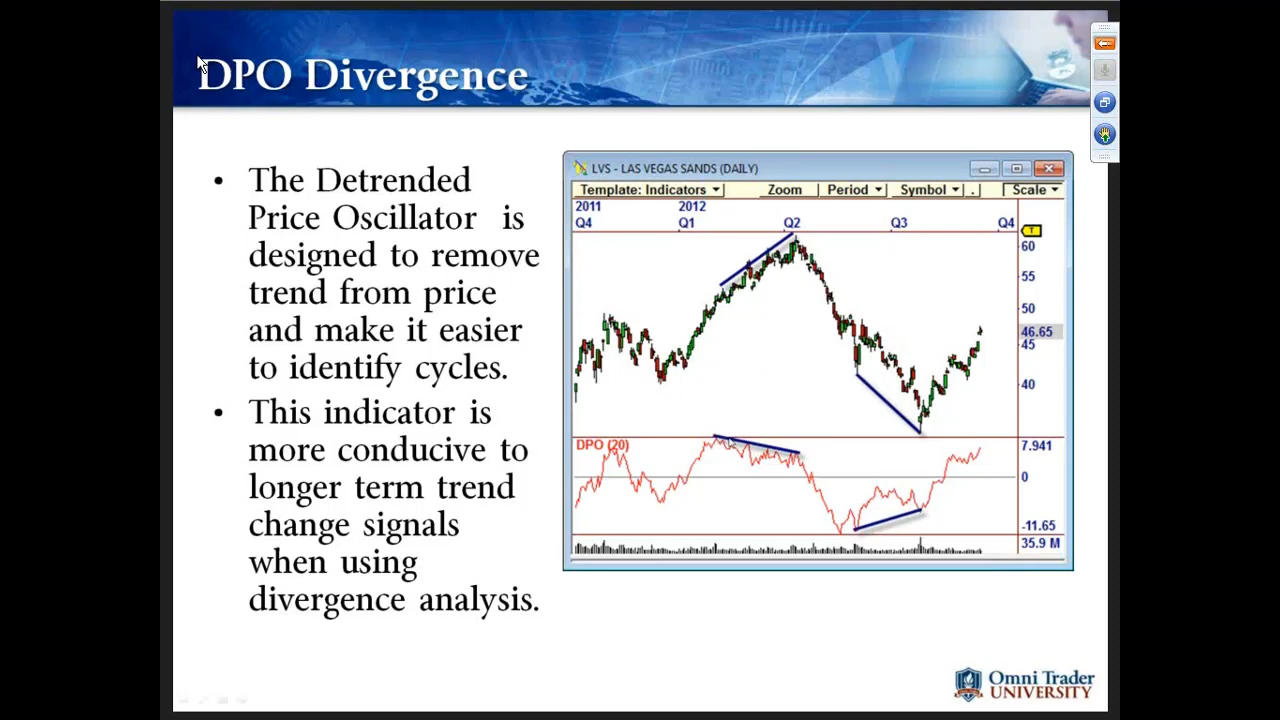 DPO Divergence
• The Detrended
Price Oscillator is
designed to remove
trend from price
and make it easier
to identify cycles.
• This indicator is
more conducive to
longer term trend
change signals
when using
divergence analysis.
LVS - LAS VEGAS SANDS (DAILY)
Template: Indicators Zoom Period Symbol . Scale
2011 2012
Q4 Q1 Q2 Q3 Q4
T
60
55
50
46.65
45
40
DPO (20) 7.941
0
-11.65
35.9 M
Omni Trader
UNIVERSITY